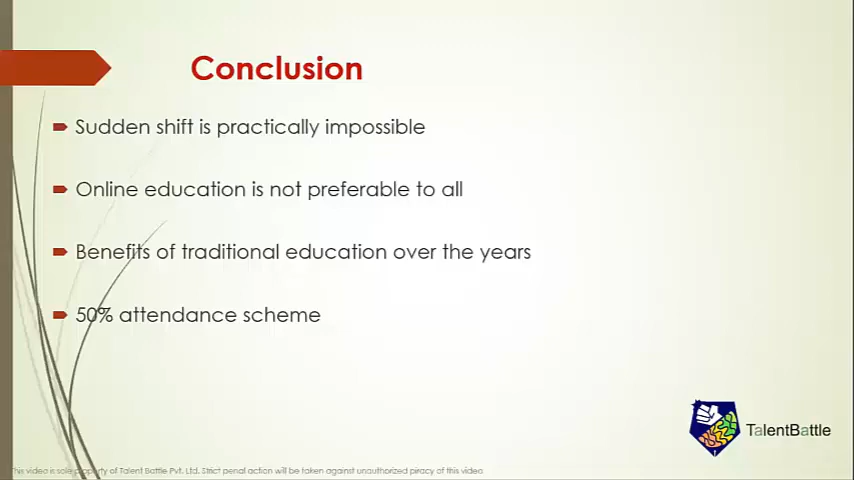 Conclusion
Sudden shift is practically impossible
Online education is not preferable to all
Benefits of traditional education over the years
50% attendance scheme
TalentBattle
This video is sole property of Talent Battle Pvt. Ltd. Strict penal action will be taken against unauthorized piracy of this video